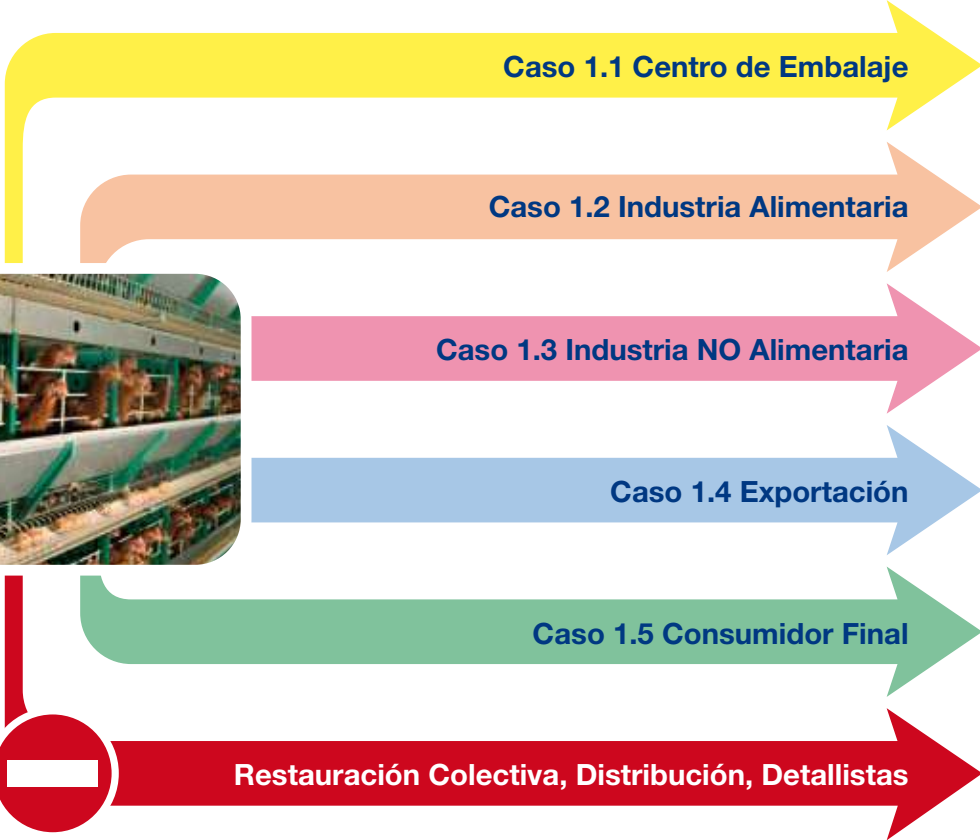 Caso 1.1 Centro de Embalaje
Caso 1.2 Industria Alimentaria
Caso 1.3 Industria NO Alimentaria
Caso 1.4 Exportación
Caso 1.5 Consumidor Final
Restauración Colectiva, Distribución, Detallistas